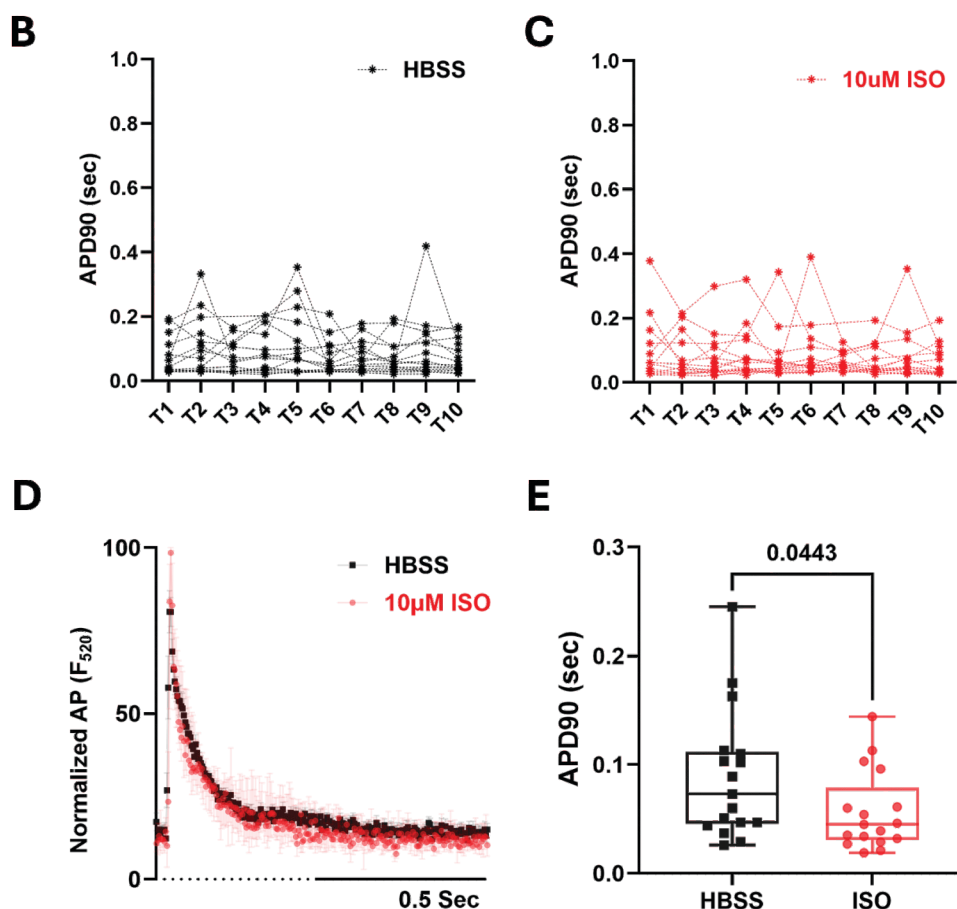 B
HBSS
APD90 (sec)
1.0
0.8
0.6
0.4
0.2
0.0
T1 T2 T3 T4 T5 T6 T7 T8 T9 T10
C
10uM ISO
APD90 (sec)
1.0
0.8
0.6
0.4
0.2
0.0
T1 T2 T3 T4 T5 T6 T7 T8 T9 T10
D
HBSS
10µM ISO
Normalized AP (F520)
100
50
0
0.5 Sec
E
0.0443
APD90 (sec)
0.3
0.2
0.1
0.0
HBSS ISO